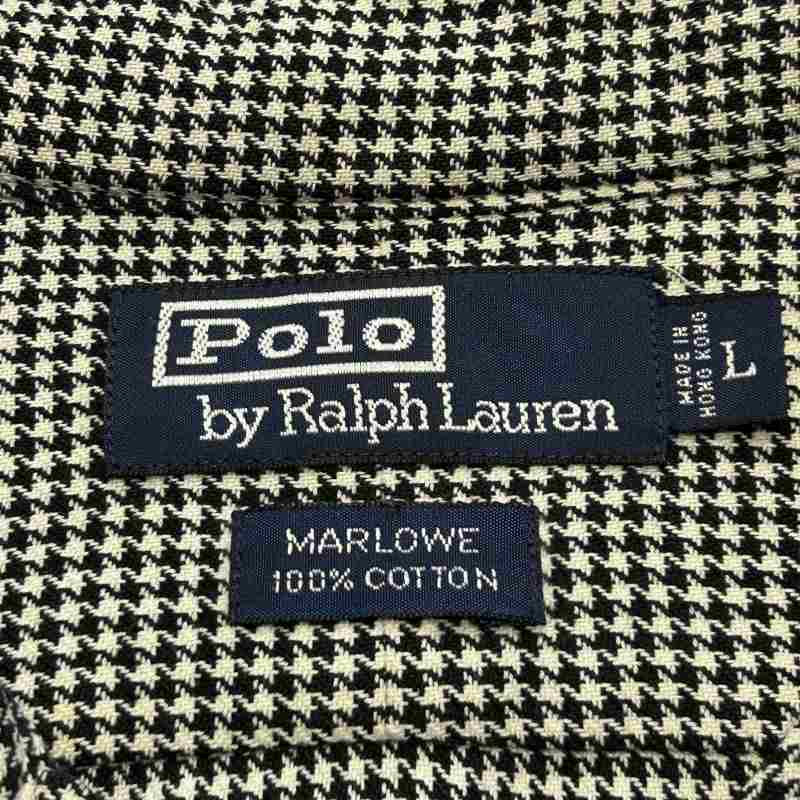 Polo
by Ralph Lauren
MADE IN
HONG KONG
L
MARLOWE
100% COTTON